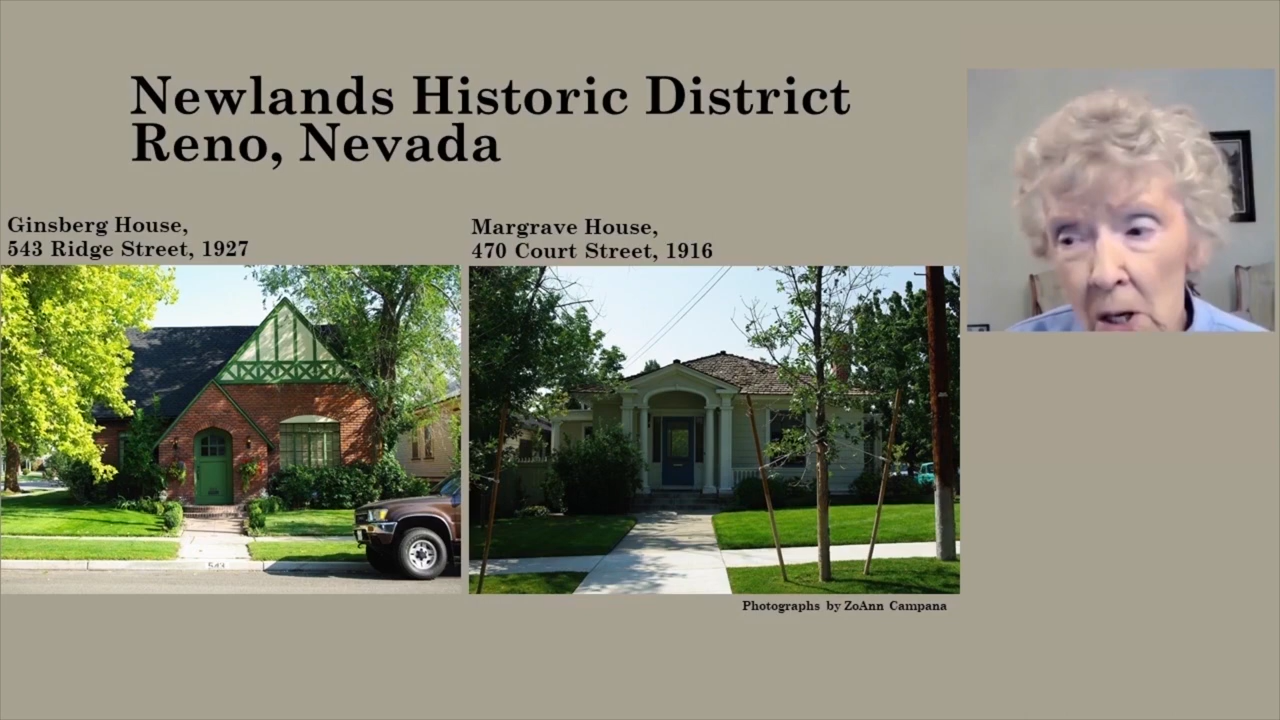 Newlands Historic District
Reno, Nevada
Ginsberg House,
543 Ridge Street, 1927
Margrave House,
470 Court Street, 1916
543
Photographs by ZoAnn Campana